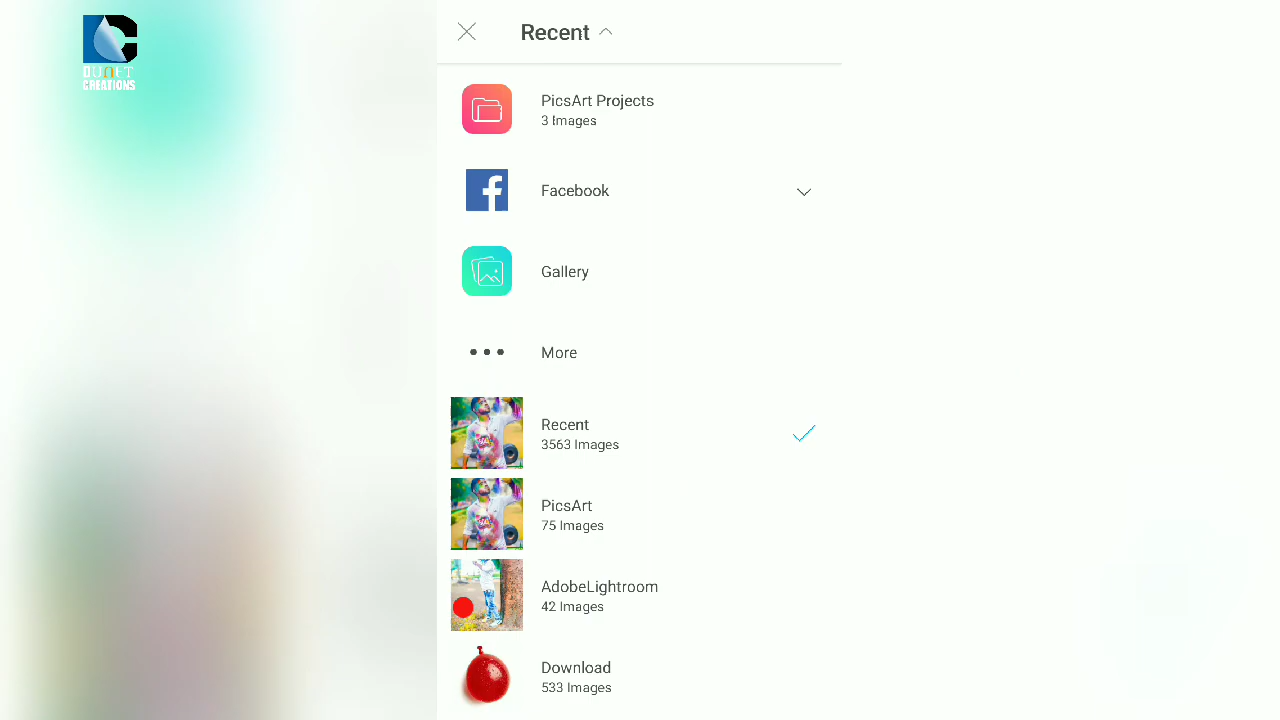 DUNET
CREATIONS
Recent
PicsArt Projects
3 Images
Facebook
Gallery
More
Recent
3563 Images
PicsArt
75 Images
AdobeLightroom
42 Images
Download
533 Images